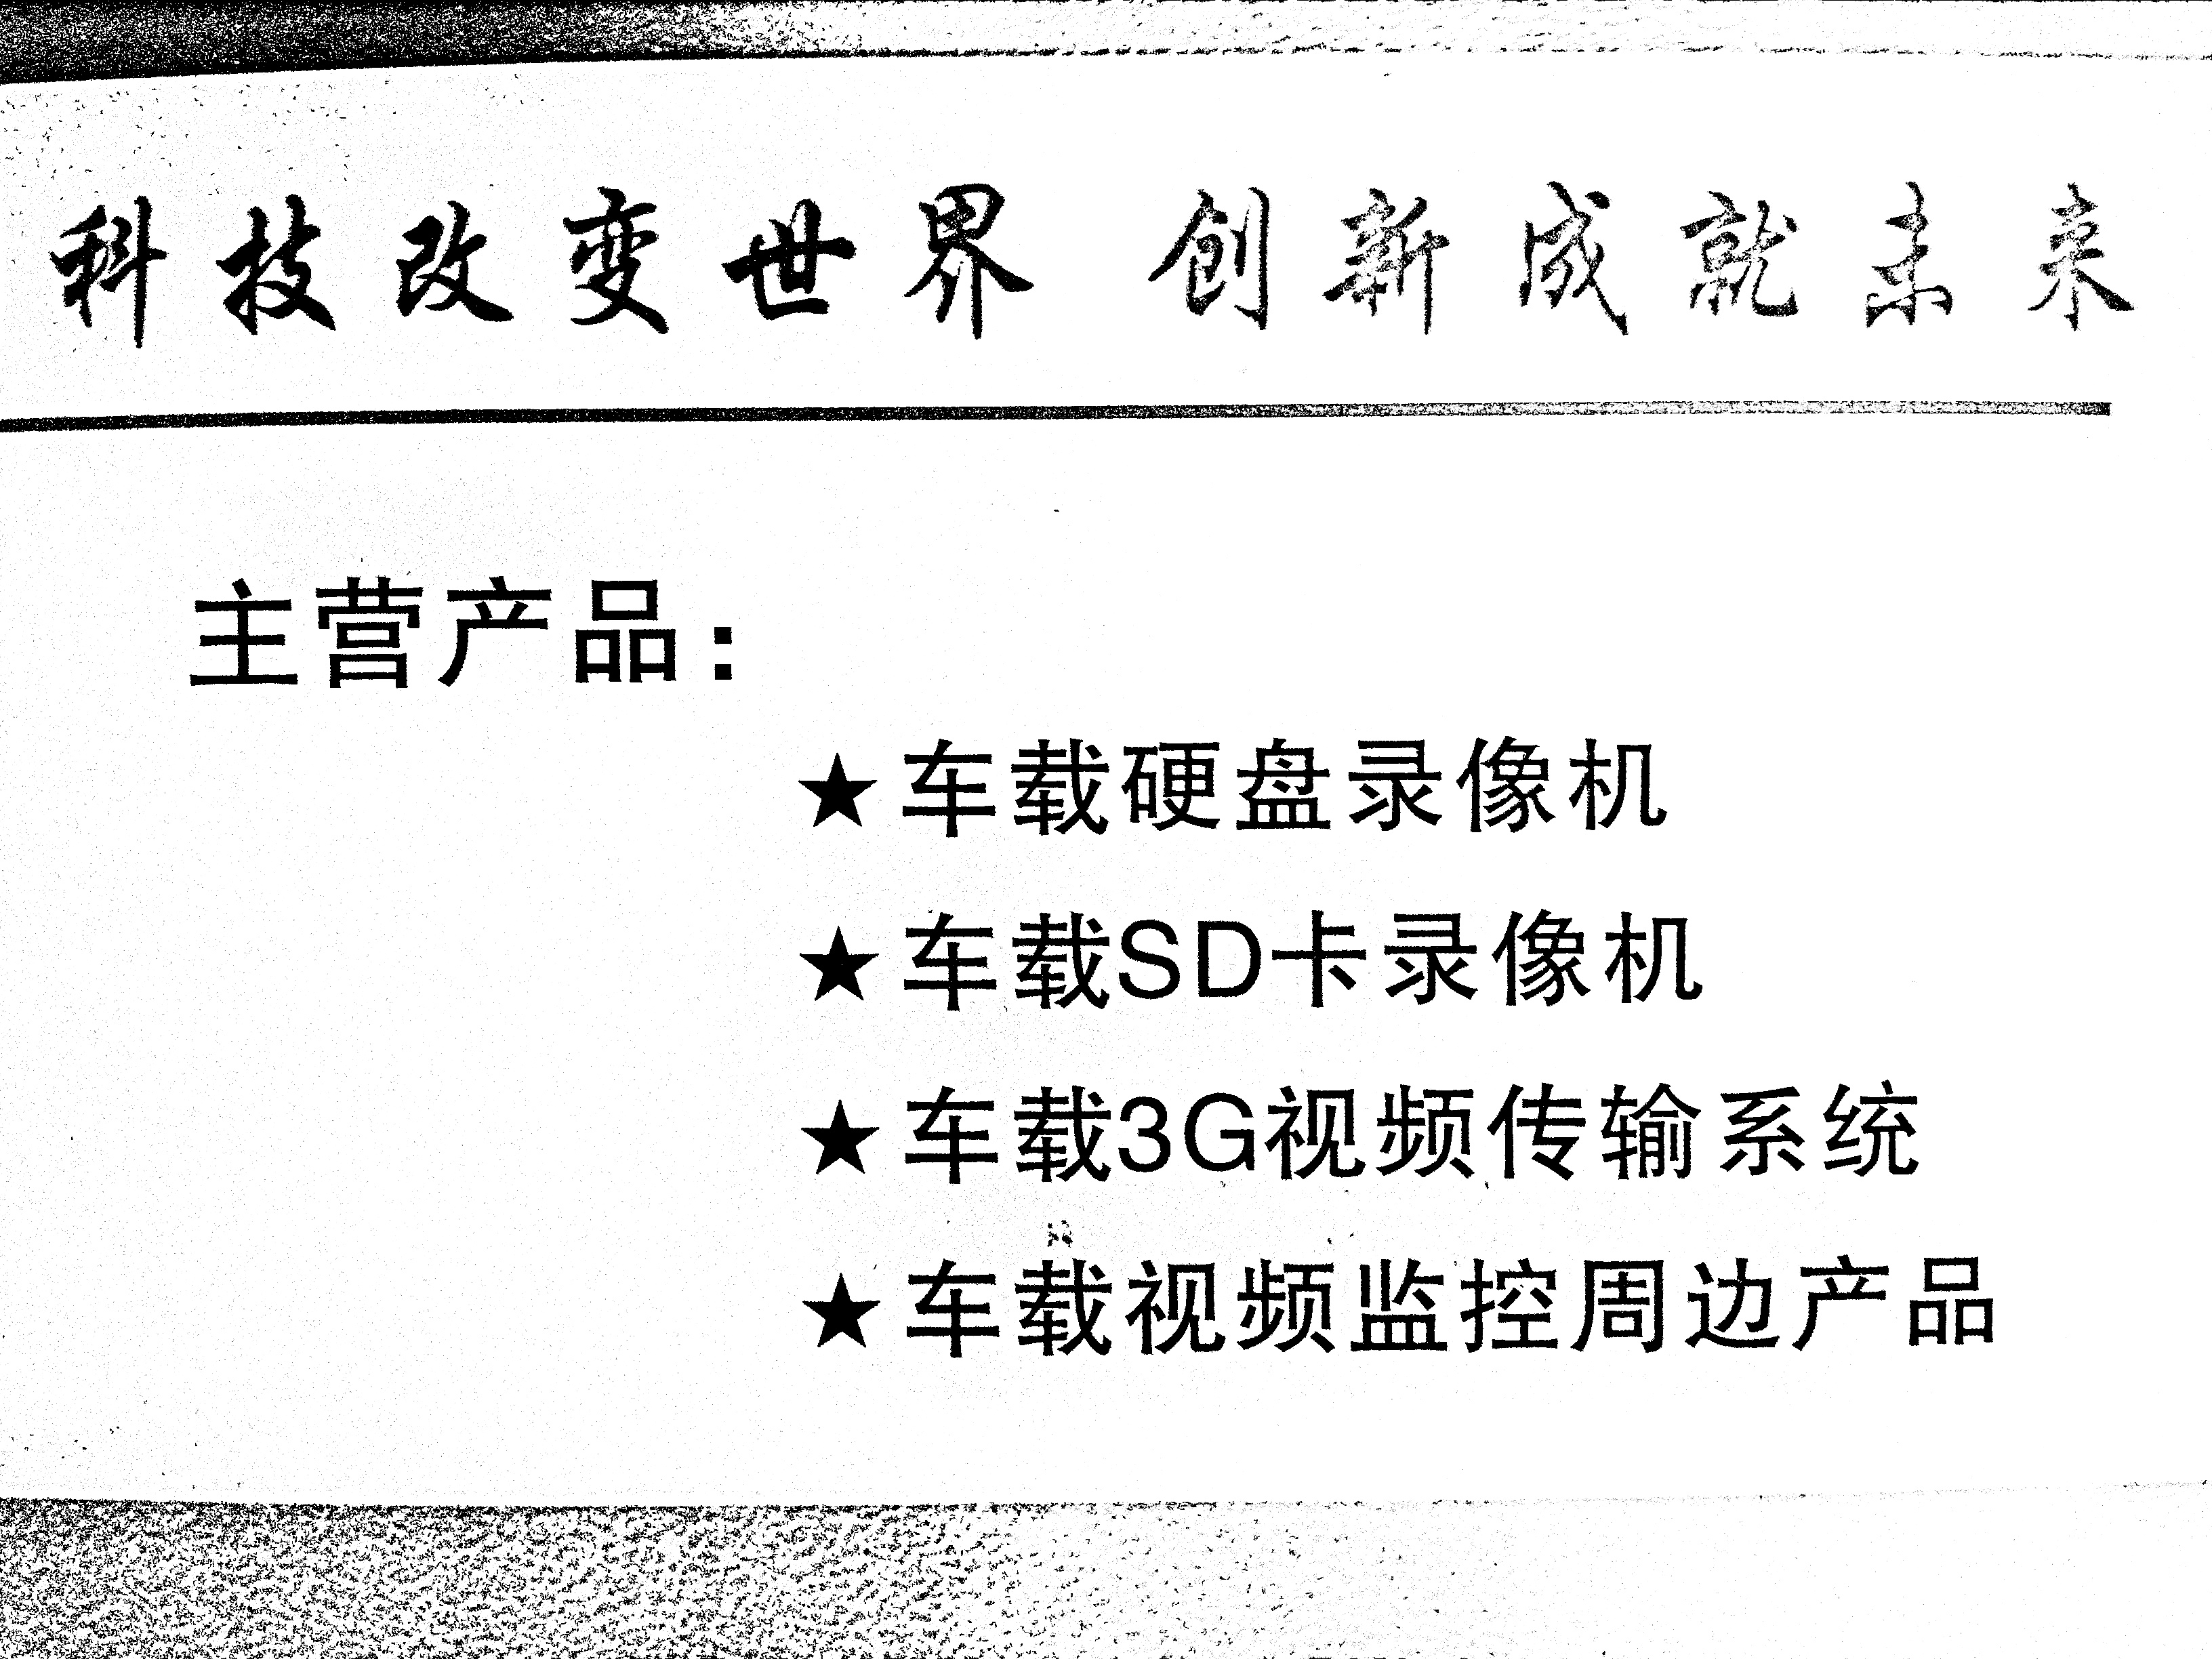 科技改变世界 创新成就未来
主营产品：
★车载硬盘录像机
★车载SD卡录像机
★车载3G视频传输系统
★车载视频监控周边产品